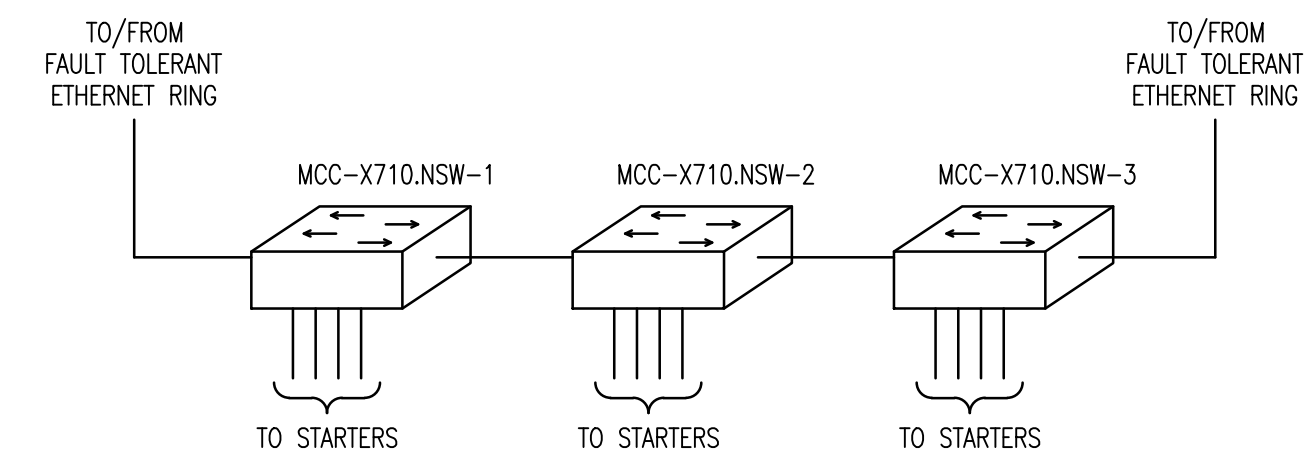 TO/FROM
FAULT TOLERANT
ETHERNET RING
TO/FROM
FAULT TOLERANT
ETHERNET RING
MCC-X710.NSW-1
MCC-X710.NSW-2
MCC-X710.NSW-3
TO STARTERS
TO STARTERS
TO STARTERS